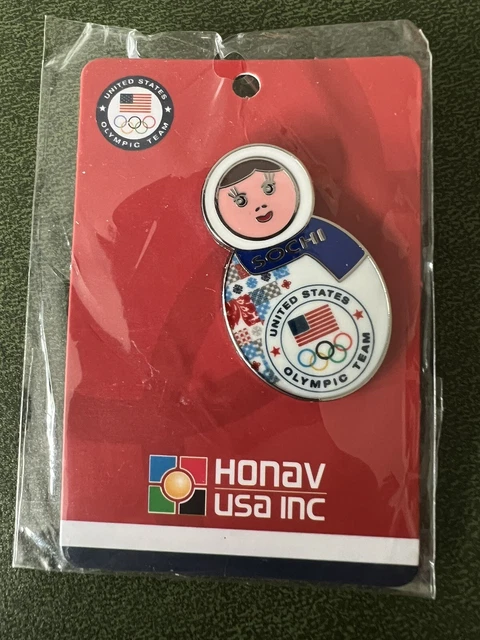 UNITED STATES
OLYMPIC TEAM
SOCHI
UNITED STATES
OLYMPIC TEAM
HONAV
USA INC